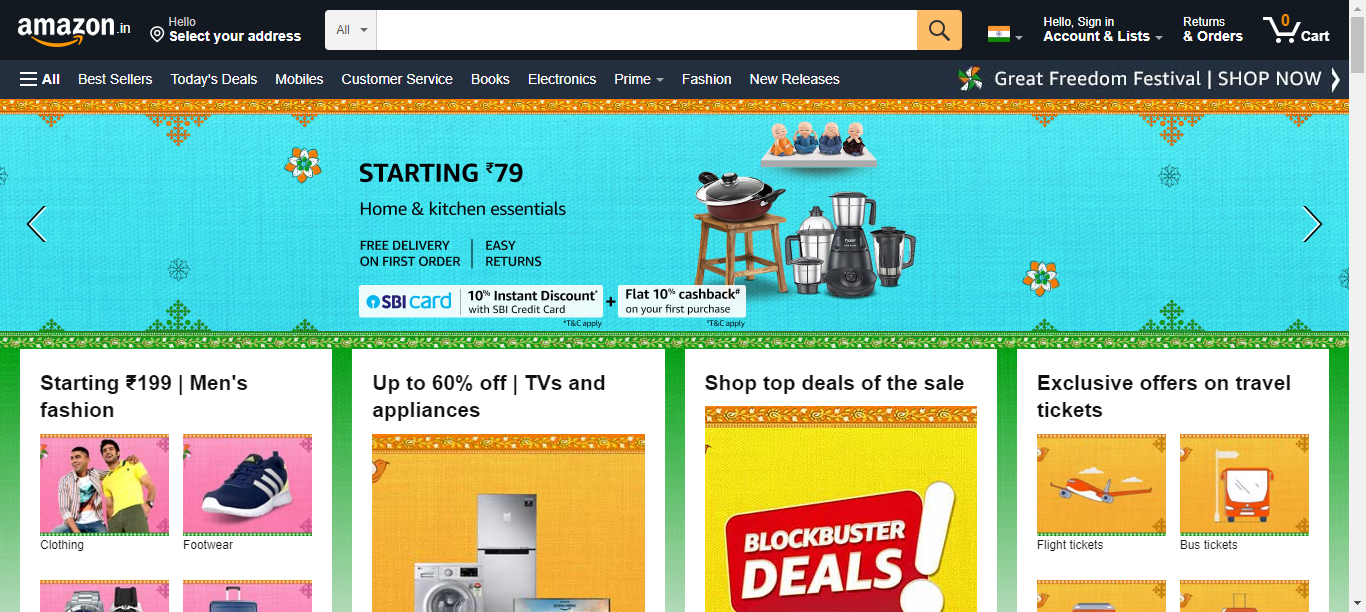 amazon.in
Hello
Select your address
All
Hello, Sign in
Account & Lists
Returns
& Orders
0
Cart
All
Best Sellers
Today's Deals
Mobiles
Customer Service
Books
Electronics
Prime
Fashion
New Releases
Great Freedom Festival | SHOP NOW
STARTING ₹79
Home & kitchen essentials
FREE DELIVERY
ON FIRST ORDER
EASY
RETURNS
SBI card
10% Instant Discount*
with SBI Credit Card
*T&C apply
+
Flat 10% cashback#
on your first purchase
*T&C apply
Starting ₹199 | Men's
fashion
Clothing
Footwear
Up to 60% off | TVs and
appliances
Shop top deals of the sale
BLOCKBUSTER
DEALS!
Exclusive offers on travel
tickets
Flight tickets
Bus tickets